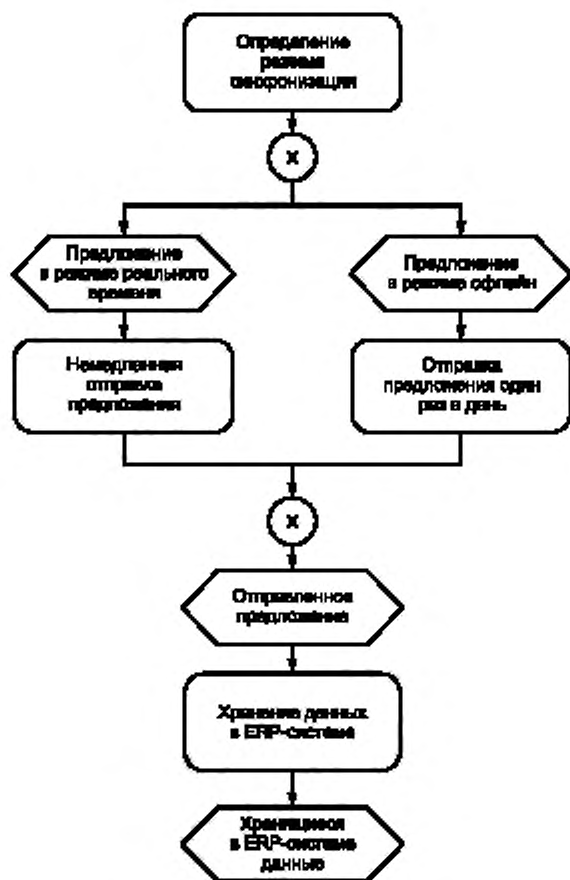 Определение
режима
синхронизации
X
Предложение
в режиме реального
времени
Предложение
в режиме офлайн
Немедленная
отправка
предложения
Отправка
предложения один
раз в день
X
Отправленное
предложение
Хранение данных
в ERP-системе
Хранящиеся
в ERP-системе
данные